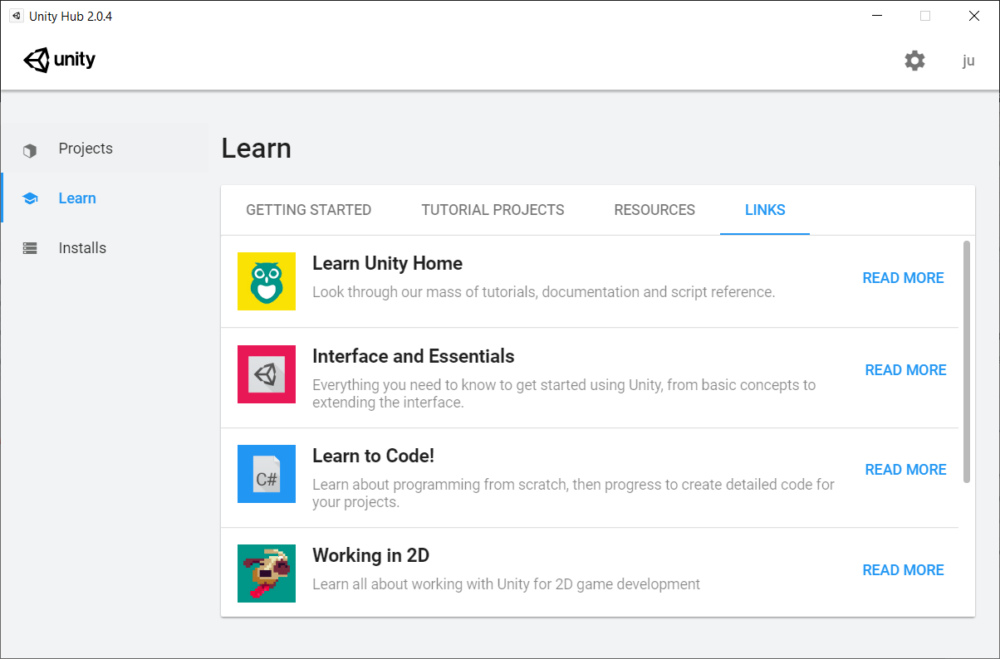 Unity Hub 2.0.4
unity
ju
Projects
Learn
Installs
Learn
GETTING STARTED
TUTORIAL PROJECTS
RESOURCES
LINKS
Learn Unity Home
Look through our mass of tutorials, documentation and script reference.
READ MORE
Interface and Essentials
Everything you need to know to get started using Unity, from basic concepts to
extending the interface.
READ MORE
C#
Learn to Code!
Learn about programming from scratch, then progress to create detailed code for
your projects.
READ MORE
Working in 2D
Learn all about working with Unity for 2D game development
READ MORE